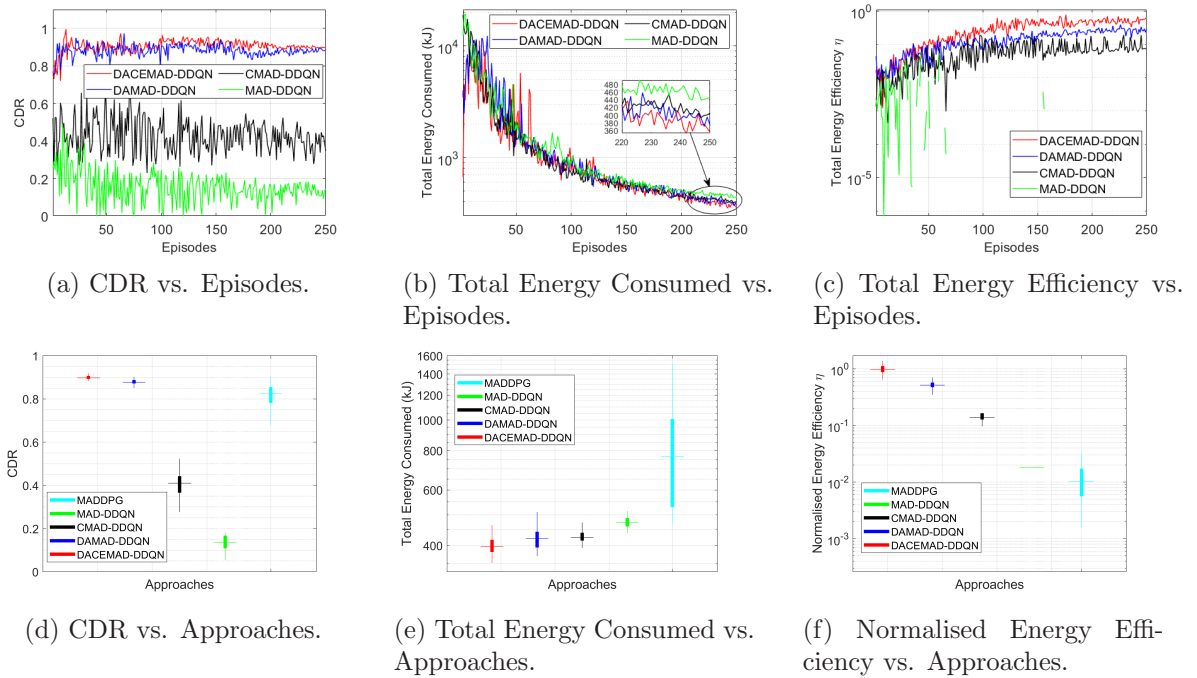 1
0.8
0.6
0.4
0.2
0
CDR
DACEMAD-DDQN
CMAD-DDQN
DAMAD-DDQN
MAD-DDQN
50
100
150
200
250
Episodes
(a) CDR vs. Episodes.
10^4
10^3
Total Energy Consumed (kJ)
DACEMAD-DDQN
CMAD-DDQN
DAMAD-DDQN
MAD-DDQN
480
460
440
420
400
380
360
220
230
240
250
50
100
150
200
250
Episodes
(b) Total Energy Consumed vs.
Episodes.
10^0
10^-5
Total Energy Efficiency η
DACEMAD-DDQN
DAMAD-DDQN
CMAD-DDQN
MAD-DDQN
50
100
150
200
250
Episodes
(c) Total Energy Efficiency vs.
Episodes.
1
0.8
0.6
0.4
0.2
0
CDR
MADDPG
MAD-DDQN
CMAD-DDQN
DAMAD-DDQN
DACEMAD-DDQN
Approaches
(d) CDR vs. Approaches.
1600
1400
1200
1000
800
600
400
Total Energy Consumed (kJ)
MADDPG
MAD-DDQN
CMAD-DDQN
DAMAD-DDQN
DACEMAD-DDQN
Approaches
(e) Total Energy Consumed vs.
Approaches.
10^0
10^-1
10^-2
10^-3
Normalised Energy Efficiency η
MADDPG
MAD-DDQN
CMAD-DDQN
DAMAD-DDQN
DACEMAD-DDQN
Approaches
(f) Normalised Energy Effi-
ciency vs. Approaches.